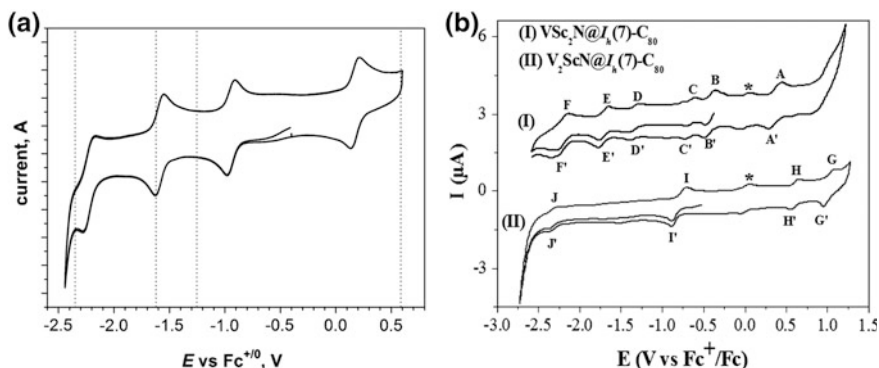 (a)
current, A
-2.5 -2.0 -1.5 -1.0 -0.5 0.0 0.5
E vs Fc+/0, V
(b)
(I) VSc2N@Ih(7)-C80
(II) V2ScN@Ih(7)-C80
6
3
0
-3
I (μA)
F E D C B * A
(I)
F' E' D' C' B' A'
J I * H G
(II)
J' I' H' G'
-3.0 -2.5 -2.0 -1.5 -1.0 -0.5 0.0 0.5 1.0
E (V vs Fc+/Fc)